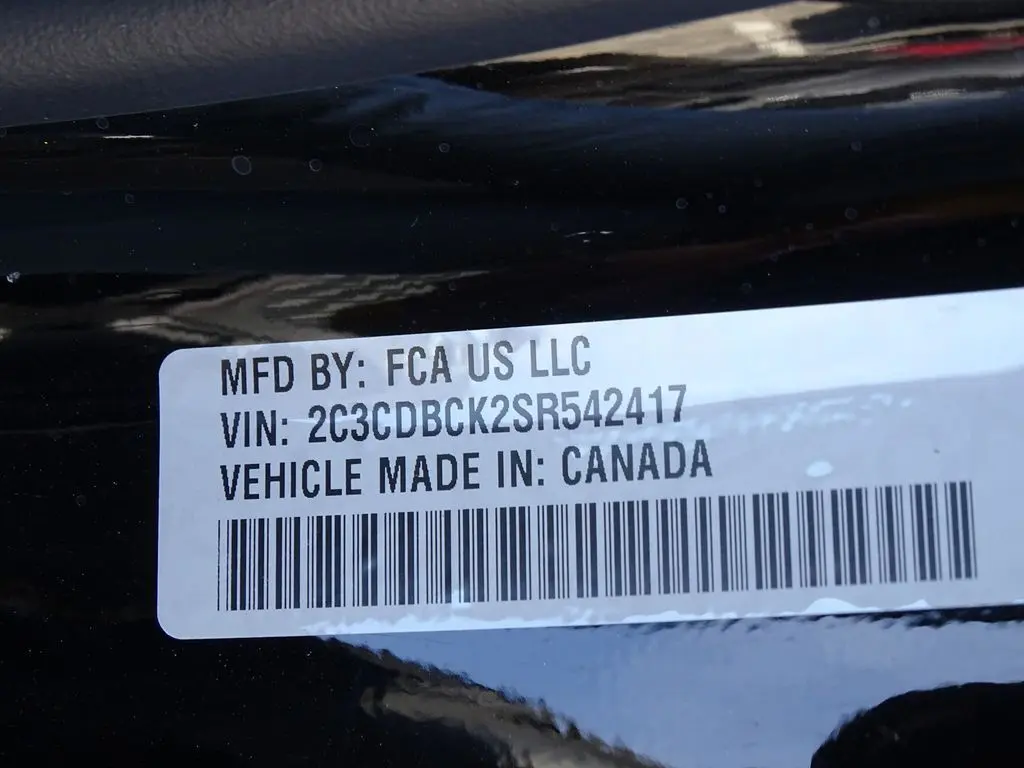 MFD BY: FCA US LLC
VIN: 2C3CDBCK2SR542417
VEHICLE MADE IN: CANADA